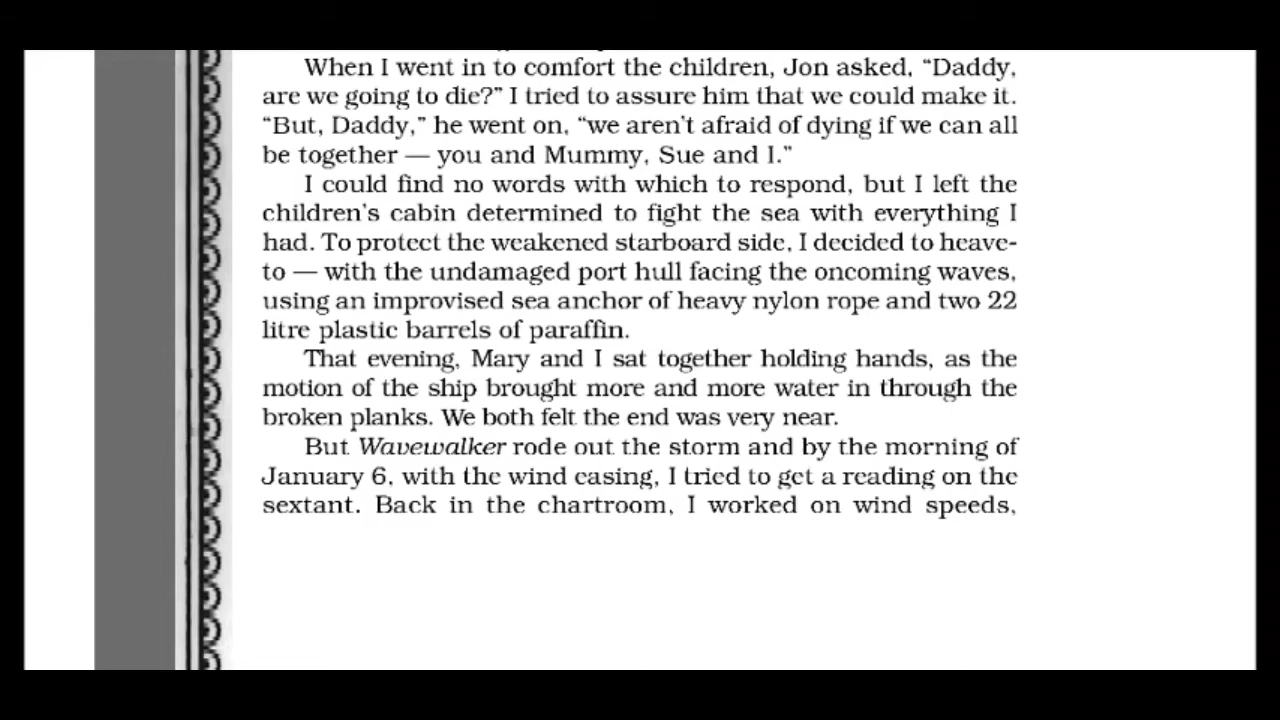 When I went in to comfort the children, Jon asked, "Daddy,
are we going to die?" I tried to assure him that we could make it.
"But, Daddy," he went on, "we aren't afraid of dying if we can all
be together — you and Mummy, Sue and I."
I could find no words with which to respond, but I left the
children's cabin determined to fight the sea with everything I
had. To protect the weakened starboard side, I decided to heave-
to — with the undamaged port hull facing the oncoming waves,
using an improvised sea anchor of heavy nylon rope and two 22
litre plastic barrels of paraffin.
That evening, Mary and I sat together holding hands, as the
motion of the ship brought more and more water in through the
broken planks. We both felt the end was very near.
But Wavewalker rode out the storm and by the morning of
January 6, with the wind easing, I tried to get a reading on the
sextant. Back in the chartroom, I worked on wind speeds,